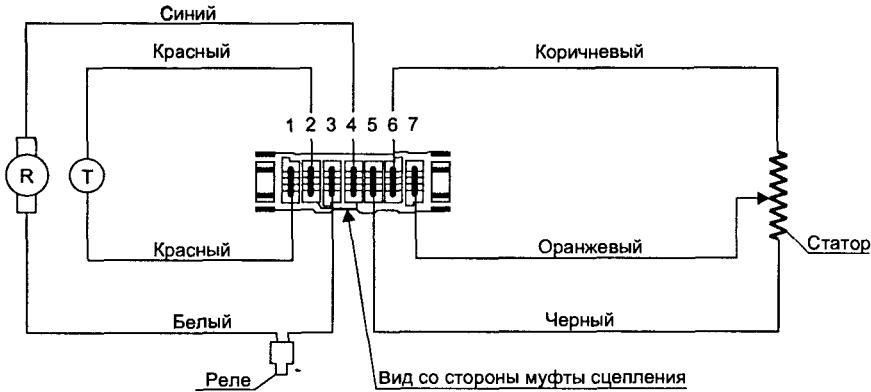 Синий
Красный
Коричневый
1 2 3 4 5 6 7
R
T
Красный
Оранжевый
Статор
Белый
Черный
Реле
Вид со стороны муфты сцепления